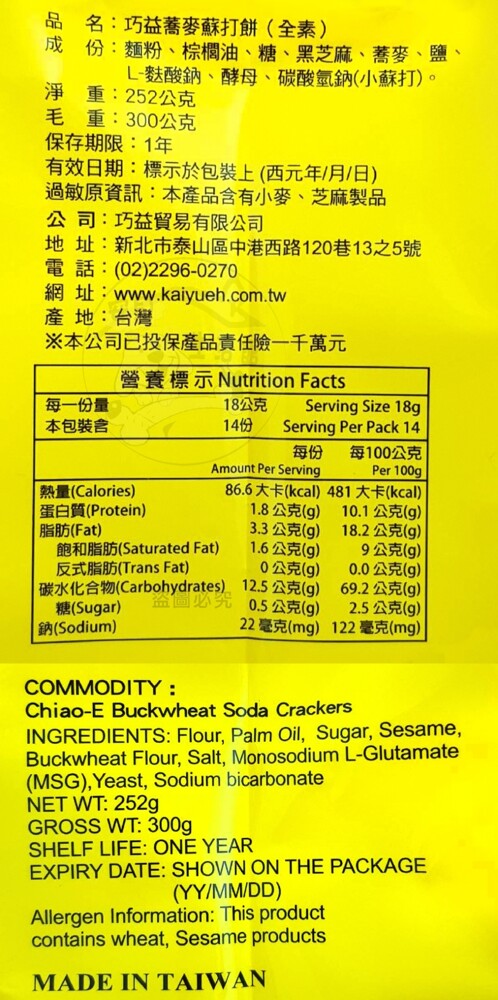 品 名：巧益蕎麥蘇打餅（全素）
成 份：麵粉、棕櫚油、糖、黑芝麻、蕎麥、鹽、
L-麩酸鈉、酵母、碳酸氫鈉(小蘇打)。
淨 重：252公克
毛 重：300公克
保存期限：1年
有效日期：標示於包裝上 (西元年/月/日)
過敏原資訊：本產品含有小麥、芝麻製品
公 司：巧益貿易有限公司
地 址：新北市泰山區中港西路120巷13之5號
電 話：(02)2296-0270
網 址：www.kaiyueh.com.tw
產 地：台灣
※本公司已投保產品責任險一千萬元
營養標示 Nutrition Facts
每一份量 18公克 Serving Size 18g
本包裝含 14份 Serving Per Pack 14
每份 每100公克
Amount Per Serving Per 100g
熱量(Calories) 86.6 大卡(kcal) 481 大卡(kcal)
蛋白質(Protein) 1.8 公克(g) 10.1 公克(g)
脂肪(Fat) 3.3 公克(g) 18.2 公克(g)
飽和脂肪(Saturated Fat) 1.6 公克(g) 9 公克(g)
反式脂肪(Trans Fat) 0 公克(g) 0.0 公克(g)
碳水化合物(Carbohydrates) 12.5 公克(g) 69.2 公克(g)
糖(Sugar) 0.5 公克(g) 2.5 公克(g)
鈉(Sodium) 22 毫克(mg) 122 毫克(mg)
盜圖必究
COMMODITY：
Chiao-E Buckwheat Soda Crackers
INGREDIENTS: Flour, Palm Oil, Sugar, Sesame,
Buckwheat Flour, Salt, Monosodium L-Glutamate
(MSG),Yeast, Sodium bicarbonate
NET WT: 252g
GROSS WT: 300g
SHELF LIFE: ONE YEAR
EXPIRY DATE: SHOWN ON THE PACKAGE
(YY/MM/DD)
Allergen Information: This product
contains wheat, Sesame products
MADE IN TAIWAN